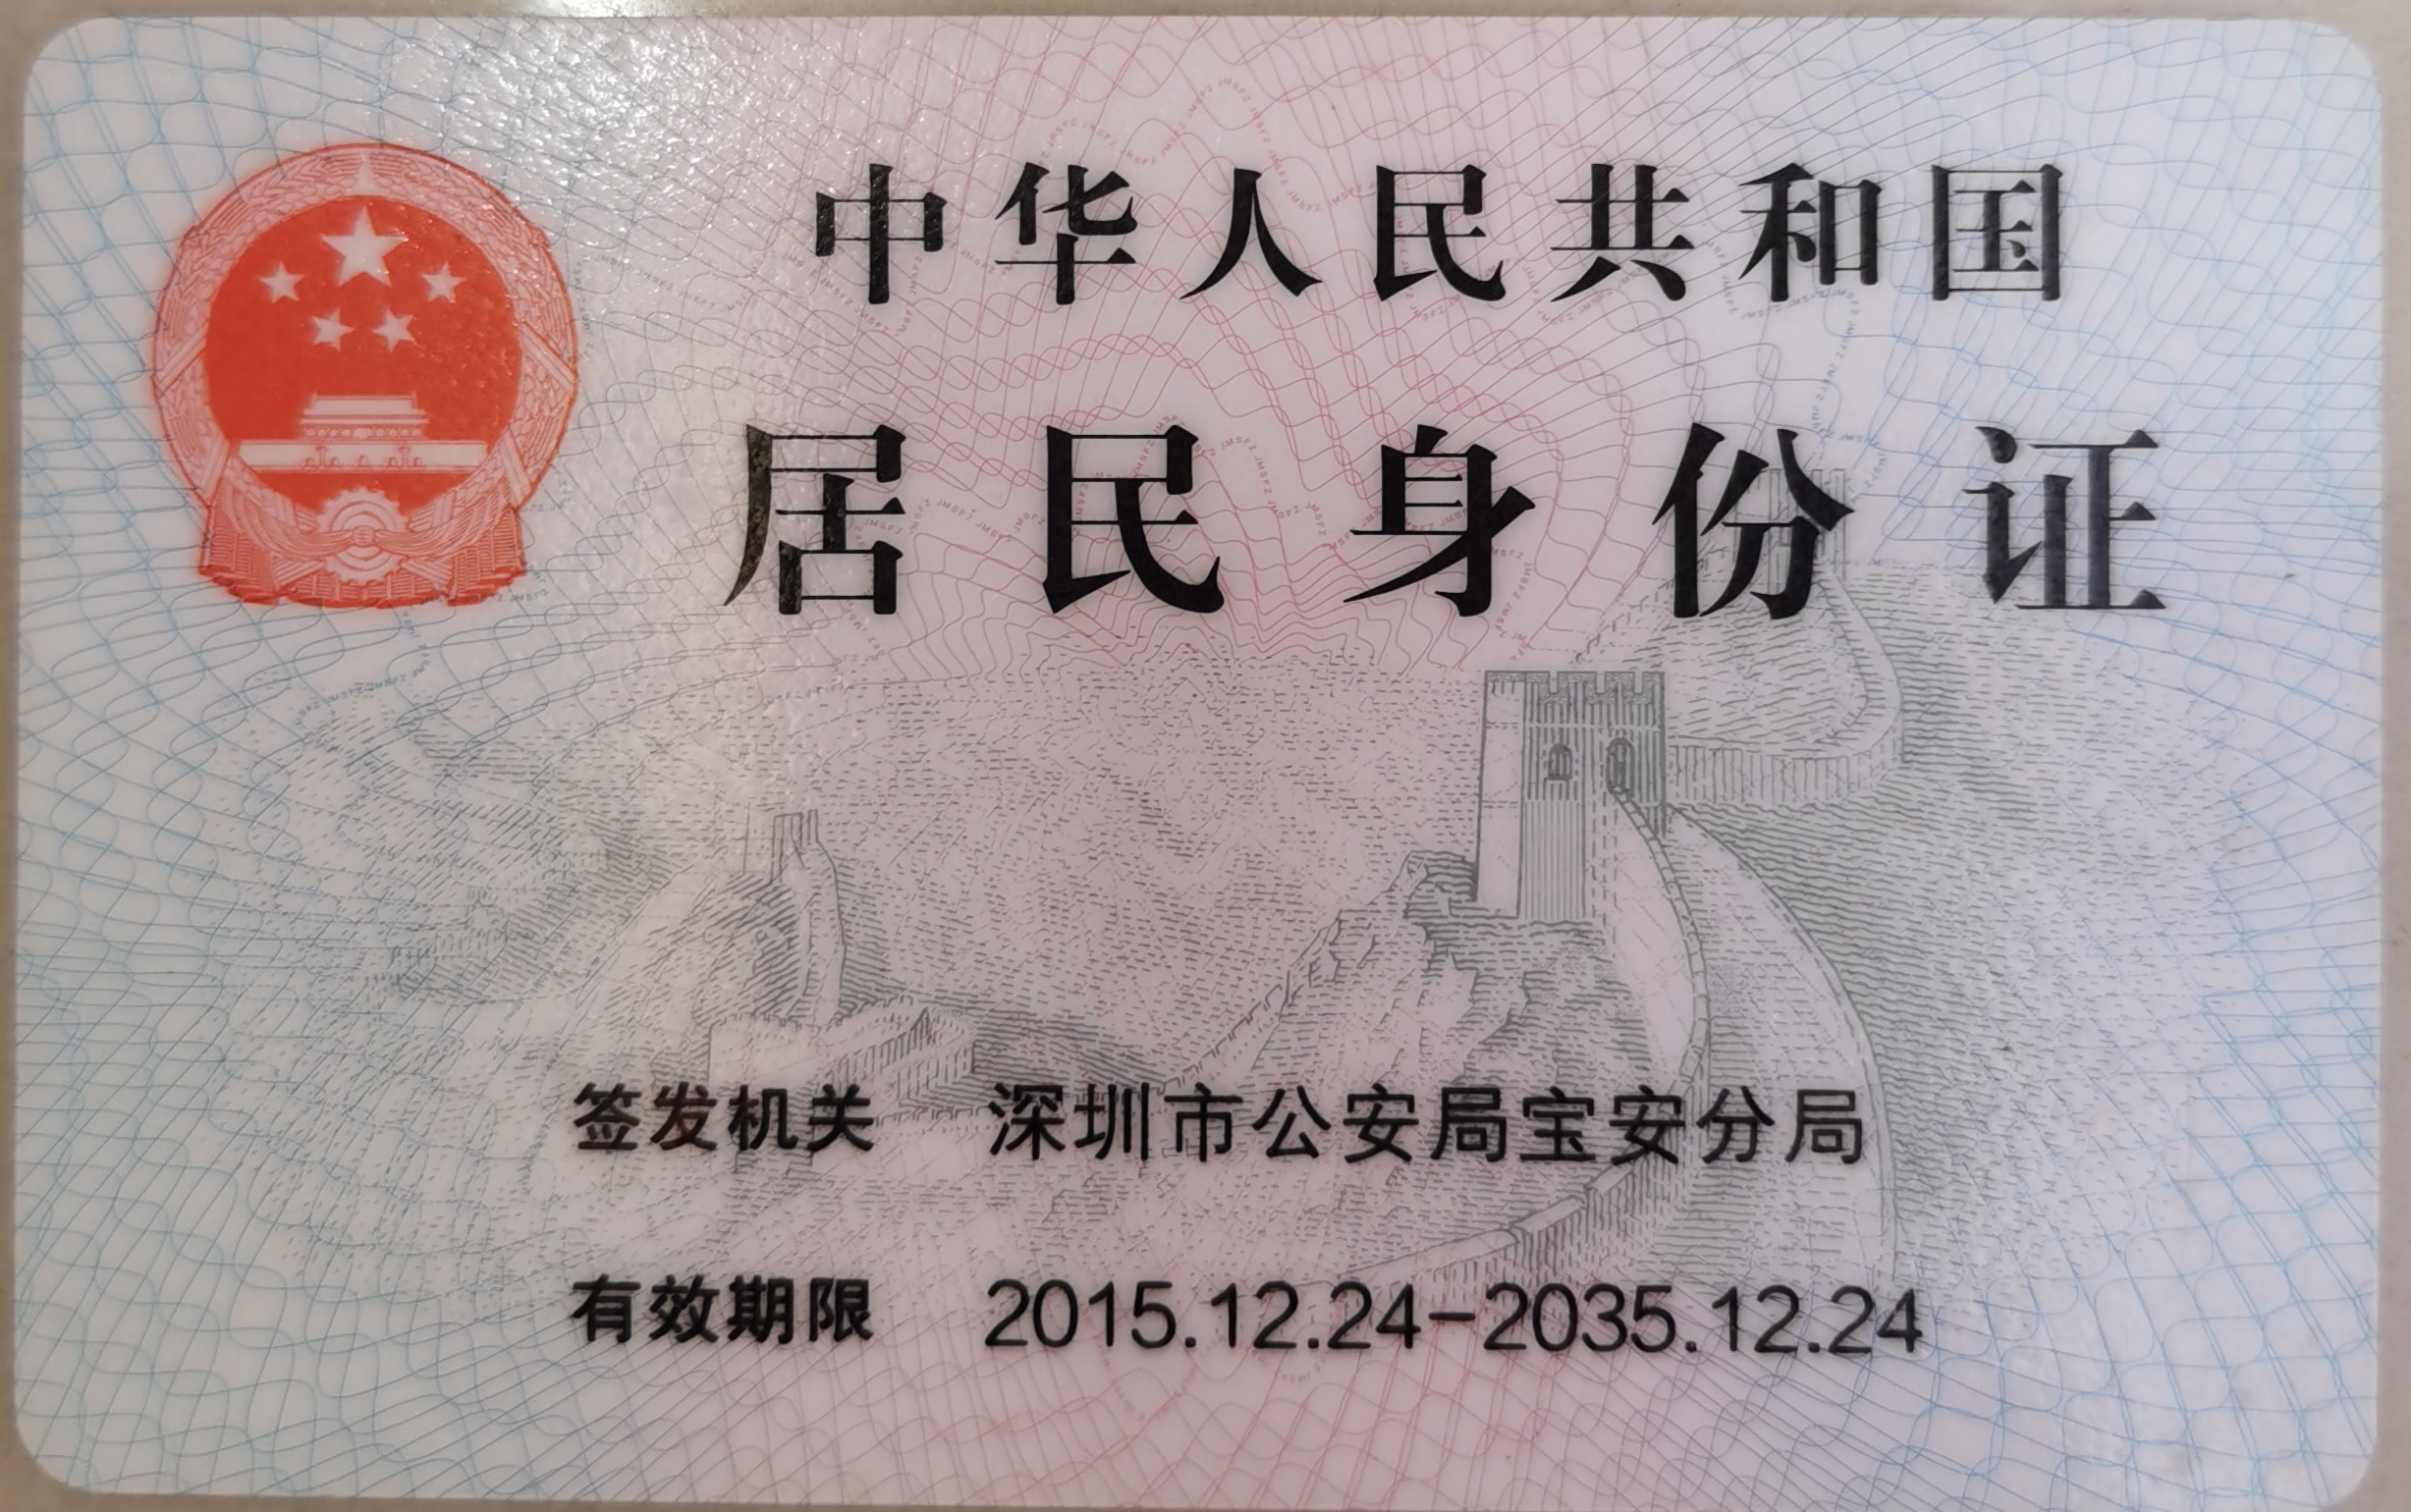 中华人民共和国
居民身份证
签发机关 深圳市公安局宝安分局
有效期限 2015.12.24-2035.12.24